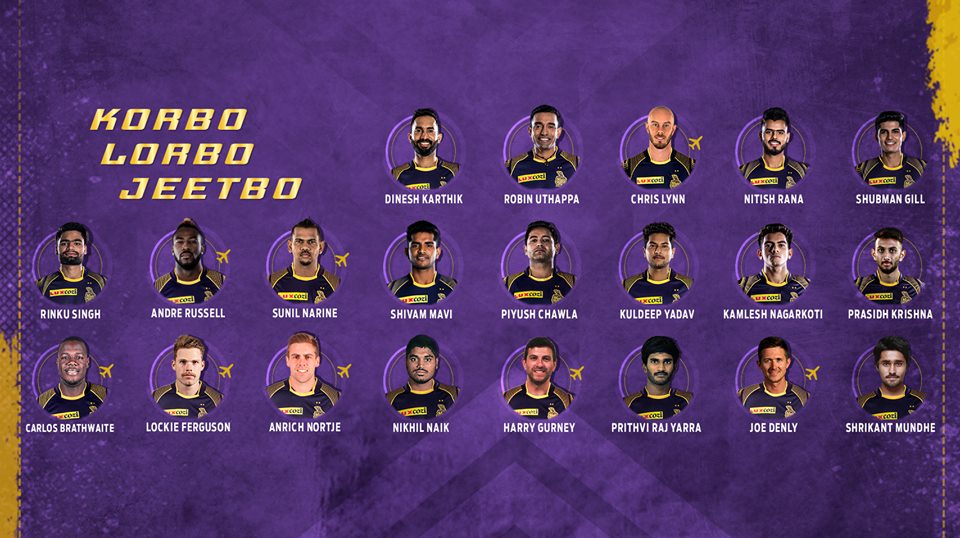 KORBO
LORBO
JEETBO
DINESH KARTHIK
ROBIN UTHAPPA
CHRIS LYNN
NITISH RANA
SHUBMAN GILL
RINKU SINGH
ANDRE RUSSELL
SUNIL NARINE
SHIVAM MAVI
PIYUSH CHAWLA
KULDEEP YADAV
KAMLESH NAGARKOTI
PRASIDH KRISHNA
CARLOS BRATHWAITE
LOCKIE FERGUSON
ANRICH NORTJE
NIKHIL NAIK
HARRY GURNEY
PRITHVI RAJ YARRA
JOE DENLY
SHRIKANT MUNDHE